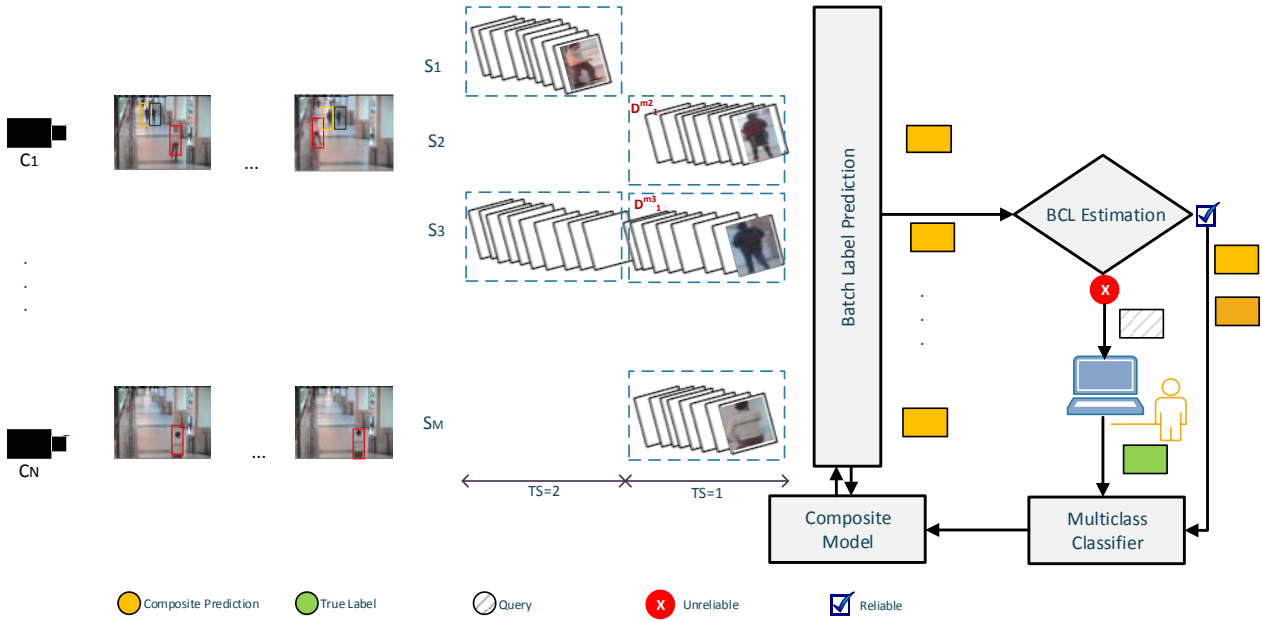 S1
D^m2_1
C1
...
S2
D^m3_1
S3
Batch Label Prediction
BCL Estimation
X
.
.
.
.
.
.
SM
CN
...
TS=2
TS=1
Composite
Model
Multiclass
Classifier
Composite Prediction
True Label
Query
X
Unreliable
Reliable